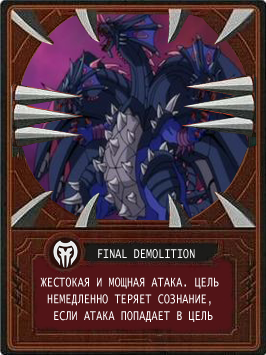 FINAL DEMOLITION
ЖЕСТОКАЯ И МОЩНАЯ АТАКА. ЦЕЛЬ
НЕМЕДЛЕННО ТЕРЯЕТ СОЗНАНИЕ,
ЕСЛИ АТАКА ПОПАДАЕТ В ЦЕЛЬ